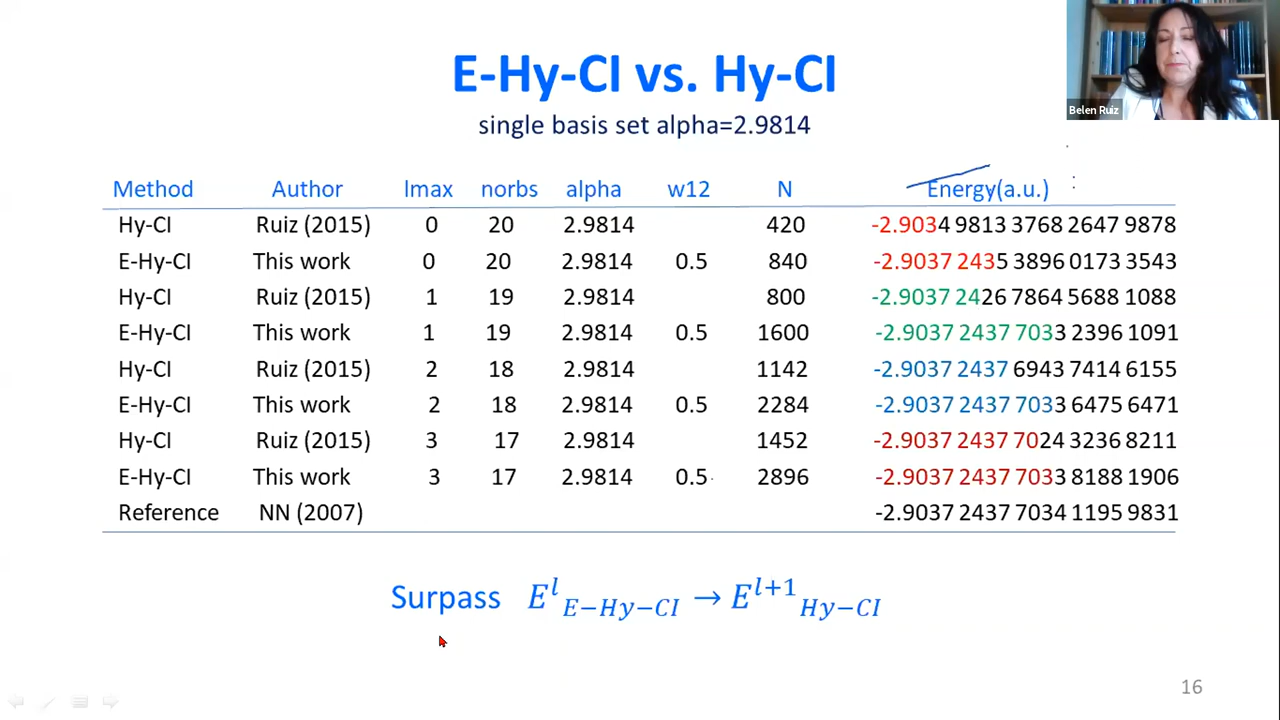 E-Hy-CI vs. Hy-CI
single basis set alpha=2.9814
Belen Ruiz
Method Author lmax norbs alpha w12 N Energy(a.u.)
Hy-CI Ruiz (2015) 0 20 2.9814 420 -2.9034 9813 3768 2647 9878
E-Hy-CI This work 0 20 2.9814 0.5 840 -2.9037 2435 3896 0173 3543
Hy-CI Ruiz (2015) 1 19 2.9814 800 -2.9037 2426 7864 5688 1088
E-Hy-CI This work 1 19 2.9814 0.5 1600 -2.9037 2437 7033 2396 1091
Hy-CI Ruiz (2015) 2 18 2.9814 1142 -2.9037 2437 6943 7414 6155
E-Hy-CI This work 2 18 2.9814 0.5 2284 -2.9037 2437 7033 6475 6471
Hy-CI Ruiz (2015) 3 17 2.9814 1452 -2.9037 2437 7024 3236 8211
E-Hy-CI This work 3 17 2.9814 0.5 2896 -2.9037 2437 7033 8188 1906
Reference NN (2007) -2.9037 2437 7034 1195 9831
Surpass E^l_{E-Hy-CI} → E^{l+1}_{Hy-CI}
16